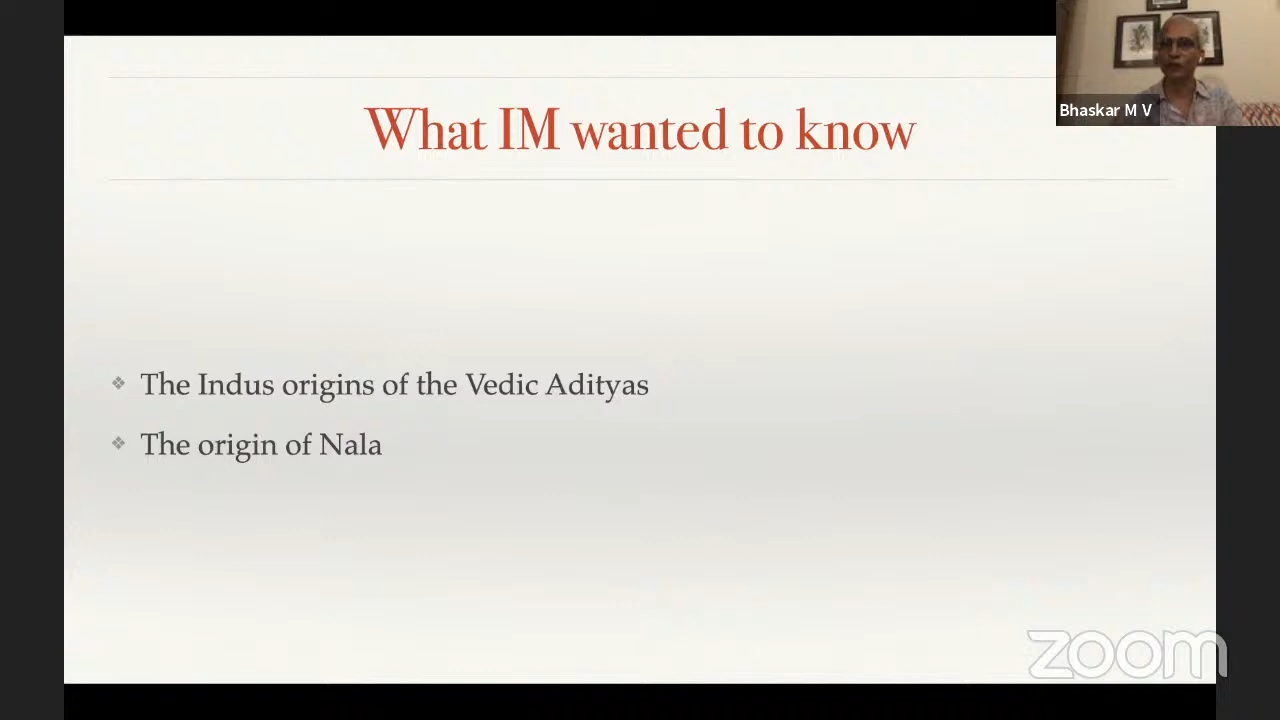 What IM wanted to know
Bhaskar M V
The Indus origins of the Vedic Adityas
The origin of Nala
zoom